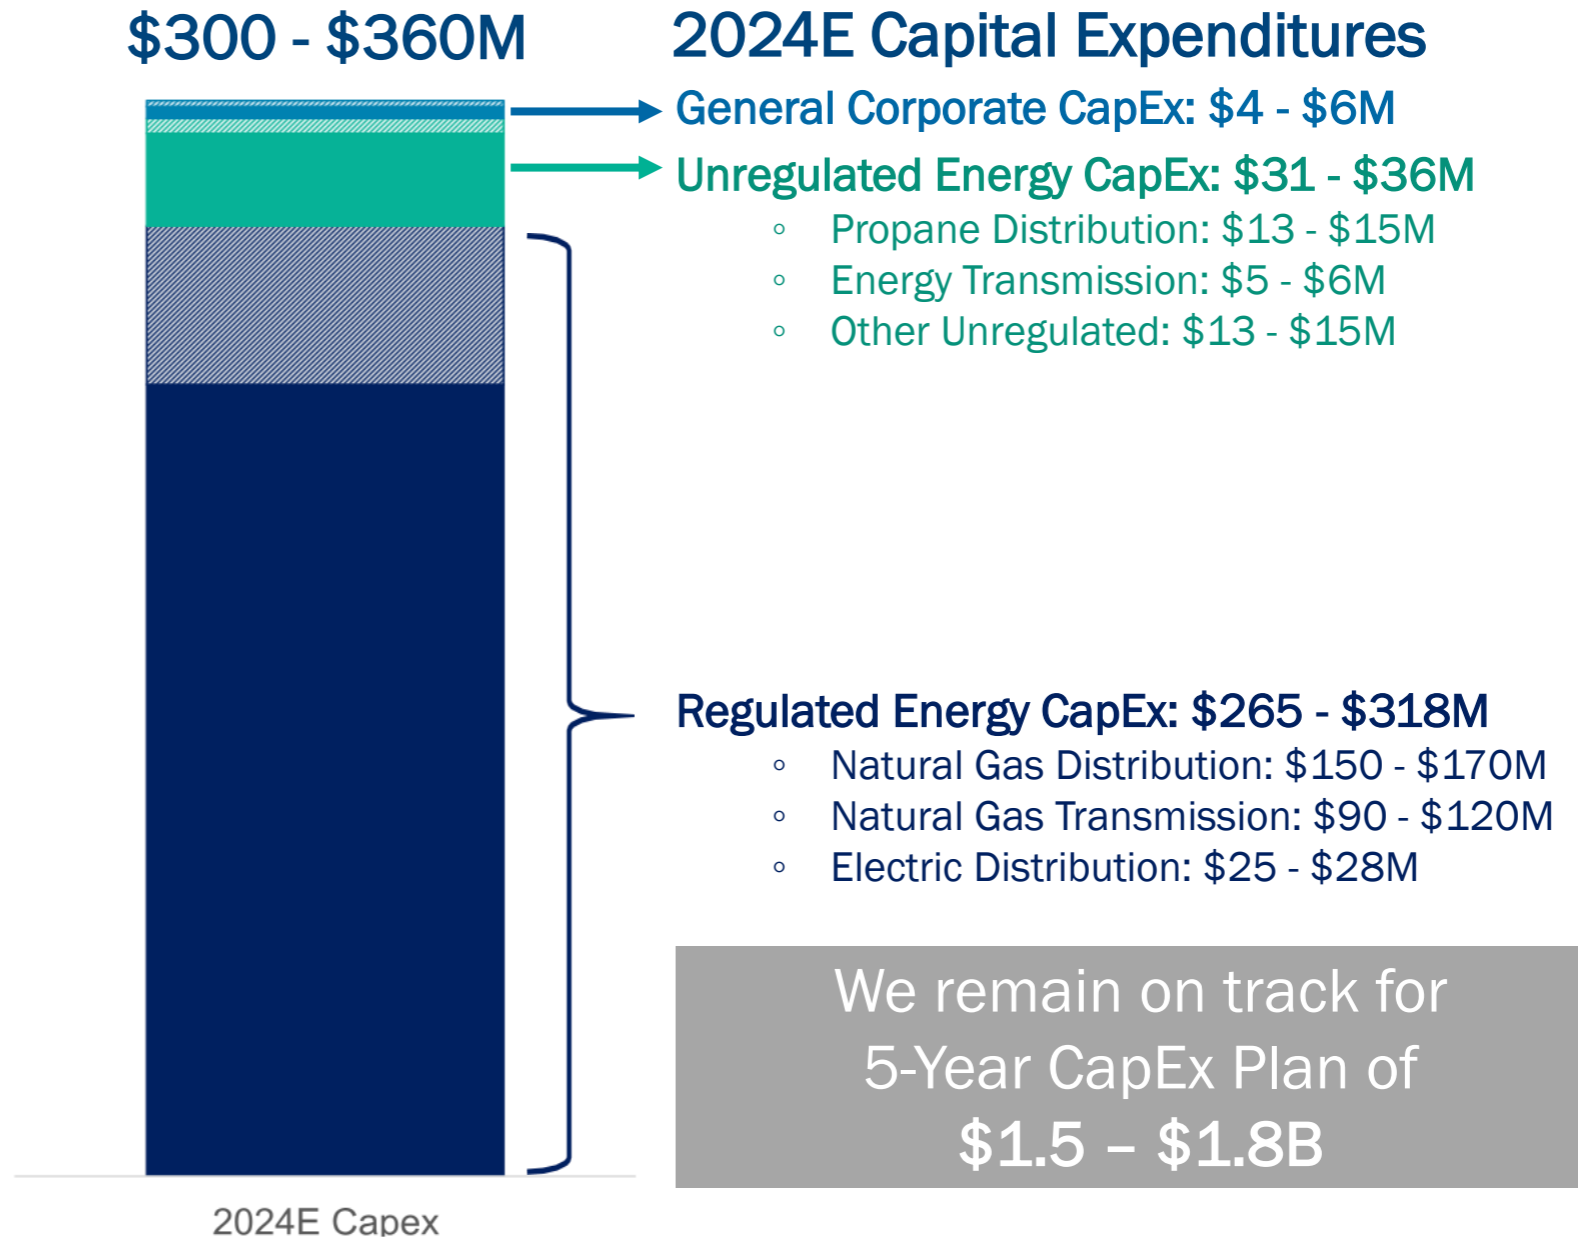 $300 - $360M
2024E Capital Expenditures
General Corporate CapEx: $4 - $6M
Unregulated Energy CapEx: $31 - $36M
◦ Propane Distribution: $13 - $15M
◦ Energy Transmission: $5 - $6M
◦ Other Unregulated: $13 - $15M
Regulated Energy CapEx: $265 - $318M
◦ Natural Gas Distribution: $150 - $170M
◦ Natural Gas Transmission: $90 - $120M
◦ Electric Distribution: $25 - $28M
We remain on track for
5-Year CapEx Plan of
$1.5 – $1.8B
2024E Capex